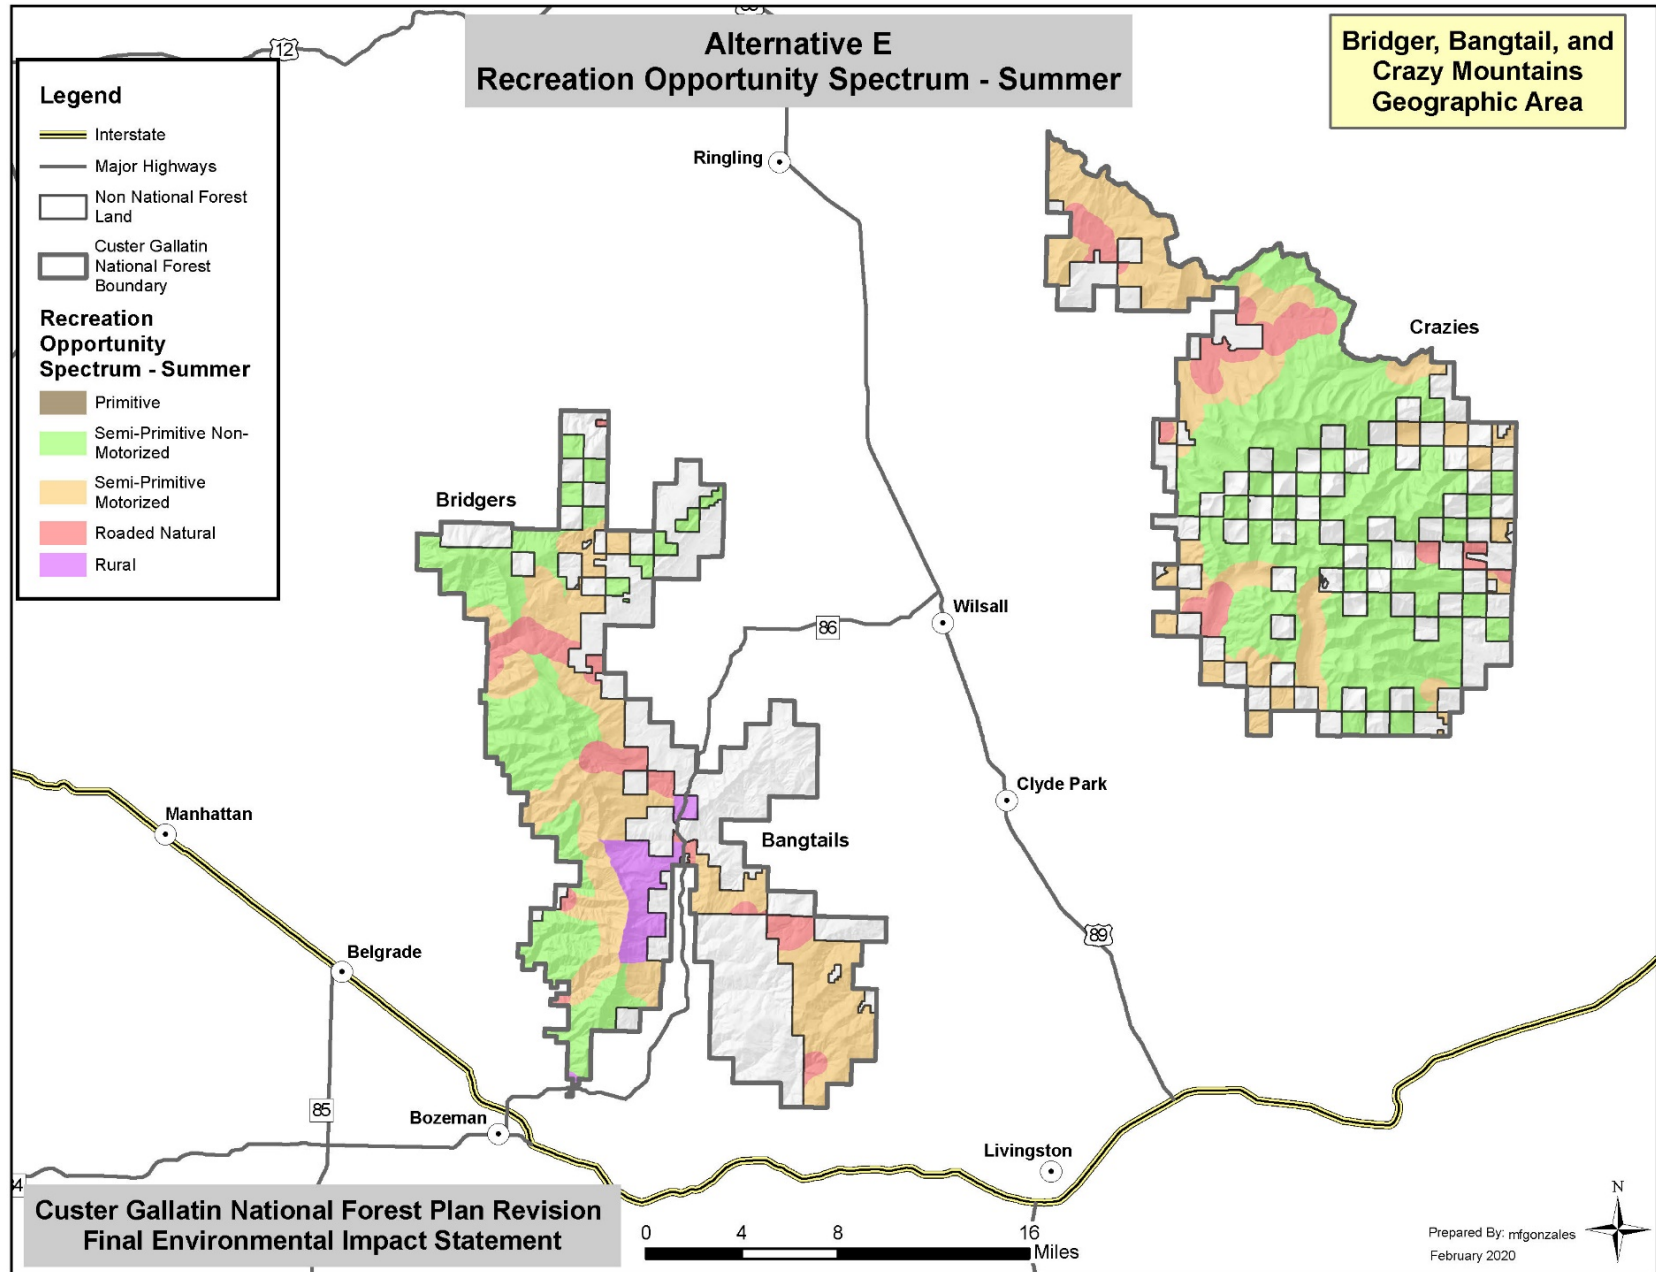 12
Alternative E
Recreation Opportunity Spectrum - Summer
Bridger, Bangtail, and
Crazy Mountains
Geographic Area
Legend
Interstate
Major Highways
Non National Forest
Land
Custer Gallatin
National Forest
Boundary
Recreation
Opportunity
Spectrum - Summer
Primitive
Semi-Primitive Non-
Motorized
Semi-Primitive
Motorized
Roaded Natural
Rural
Ringling
Crazies
Bridgers
Wilsall
86
Clyde Park
Manhattan
Bangtails
89
Belgrade
85
Bozeman
Livingston
Custer Gallatin National Forest Plan Revision
Final Environmental Impact Statement
0 4 8 16
Miles
N
Prepared By: mfgonzales
February 2020